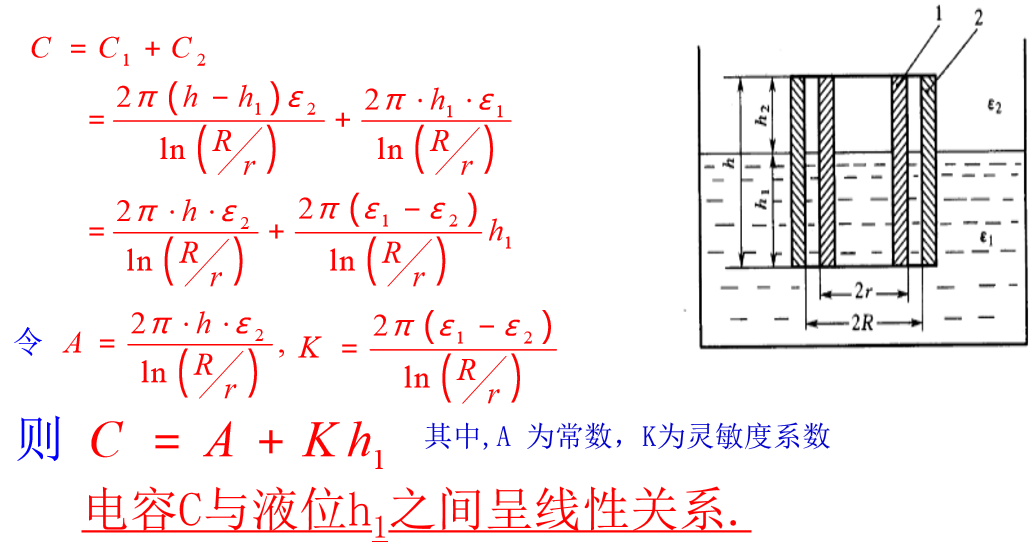 C = C₁ + C₂
= 2π(h − h₁)ε₂ / ln(R/r) + 2π·h₁·ε₁ / ln(R/r)
= 2π·h·ε₂ / ln(R/r) + 2π(ε₁ − ε₂) / ln(R/r) h₁
令 A = 2π·h·ε₂ / ln(R/r) , K = 2π(ε₁ − ε₂) / ln(R/r)
则 C = A + K h₁ 其中,A 为常数，K为灵敏度系数
电容C与液位h₁之间呈线性关系.
1 2
h₂ ε₂
h
h₁ ε₁
2r
2R